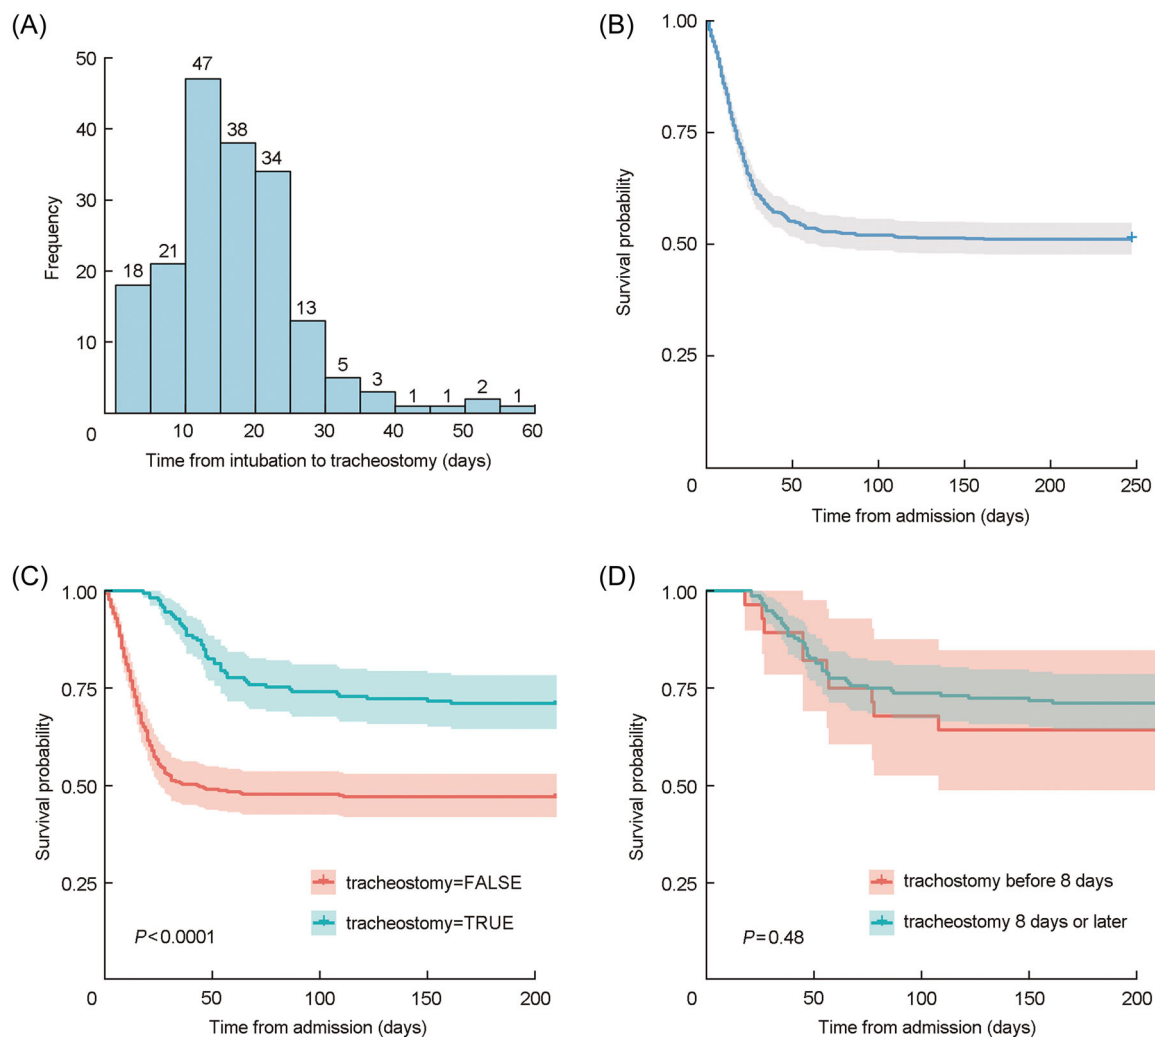 (A)
50
40
30
20
10
0
Frequency
18
21
47
38
34
13
5
3
1
1
2
1
10
20
30
40
50
60
Time from intubation to tracheostomy (days)
(B)
1.00
0.75
0.50
0.25
0
Survival probability
50
100
150
200
250
Time from admission (days)
(C)
1.00
0.75
0.50
0.25
0
Survival probability
tracheostomy=FALSE
tracheostomy=TRUE
P<0.0001
50
100
150
200
Time from admission (days)
(D)
1.00
0.75
0.50
0.25
0
Survival probability
trachostomy before 8 days
tracheostomy 8 days or later
P=0.48
50
100
150
200
Time from admission (days)